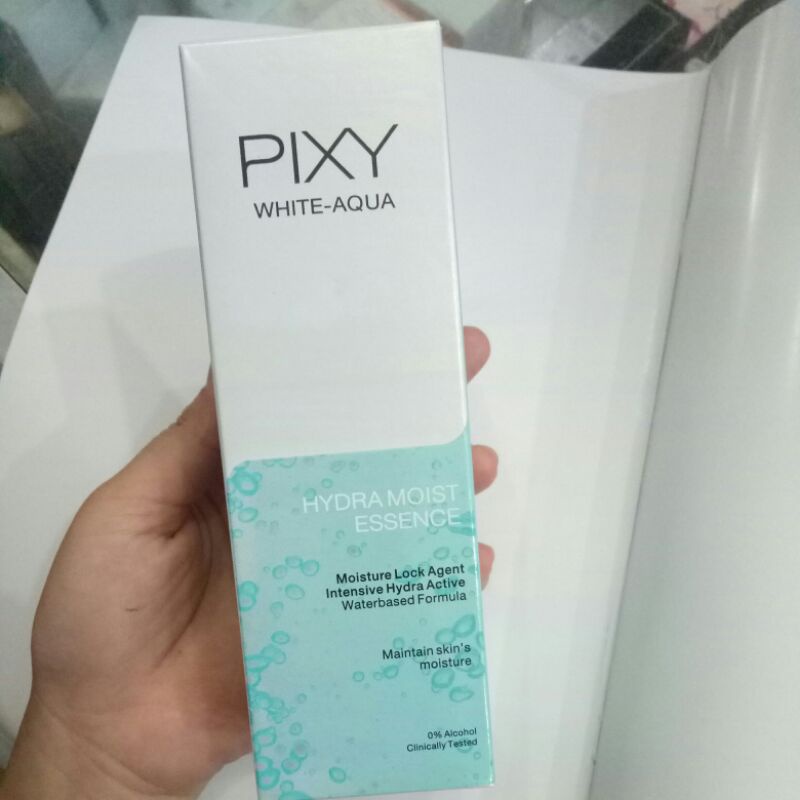 PIXY
WHITE-AQUA
HYDRA MOIST
ESSENCE
Moisture Lock Agent
Intensive Hydra Active
Waterbased Formula
Maintain skin's
moisture
0% Alcohol
Clinically Tested